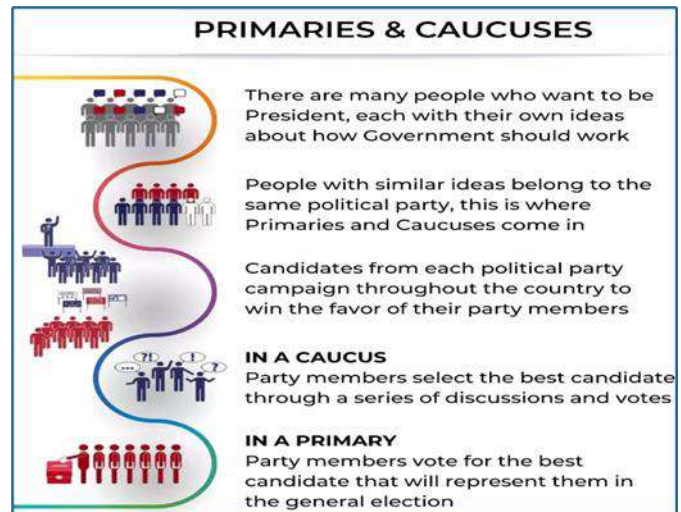 PRIMARIES & CAUCUSES
There are many people who want to be
President, each with their own ideas
about how Government should work
People with similar ideas belong to the
same political party, this is where
Primaries and Caucuses come in
Candidates from each political party
campaign throughout the country to
win the favor of their party members
...
?!
!
?
IN A CAUCUS
Party members select the best candidate
through a series of discussions and votes
IN A PRIMARY
Party members vote for the best
candidate that will represent them in
the general election